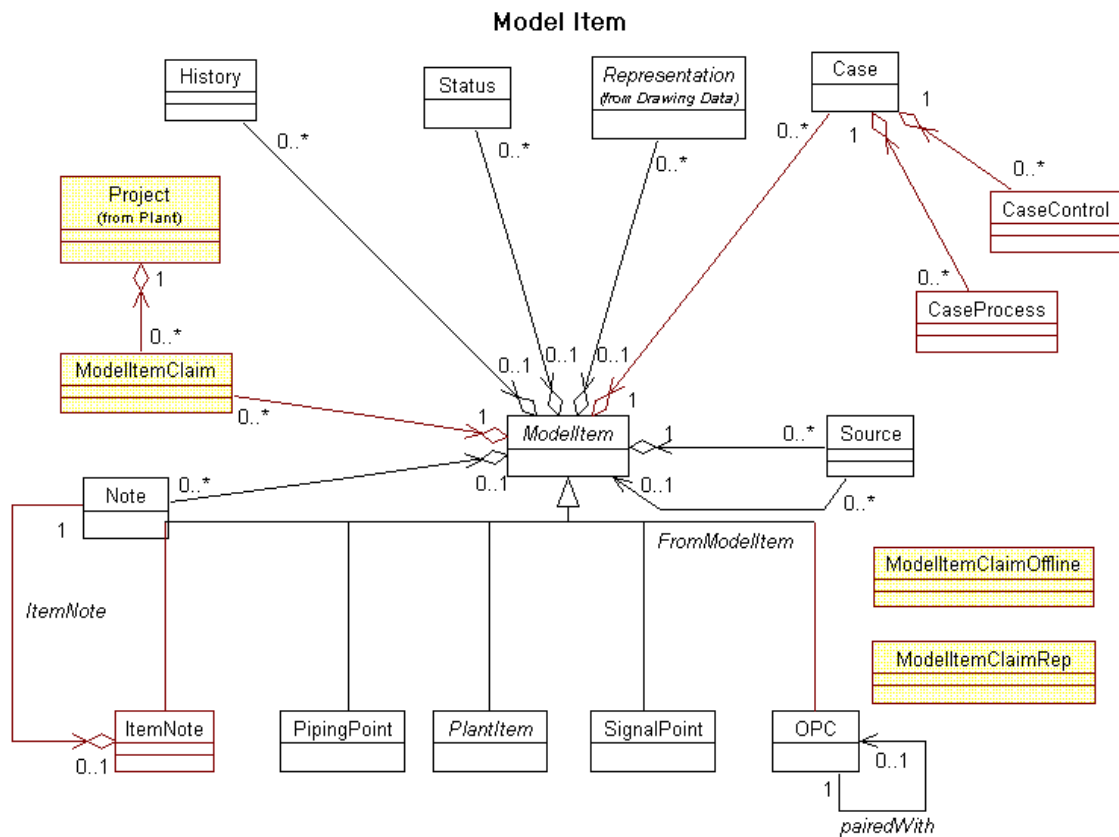 Model Item
History
Status
Representation
(from Drawing Data)
Case
0..*
0..*
0..*
0..*
1
1
0..*
Project
(from Plant)
CaseControl
1
0..*
CaseProcess
0..*
ModelItemClaim
0..*
0..1
0..1
0..1
1
1
ModelItem
1
0..*
Source
Note
0..*
0..1
0..1
0..*
1
FromModelItem
ModelItemClaimOffline
ItemNote
ModelItemClaimRep
ItemNote
PipingPoint
PlantItem
SignalPoint
OPC
0..1
0..1
1
pairedWith